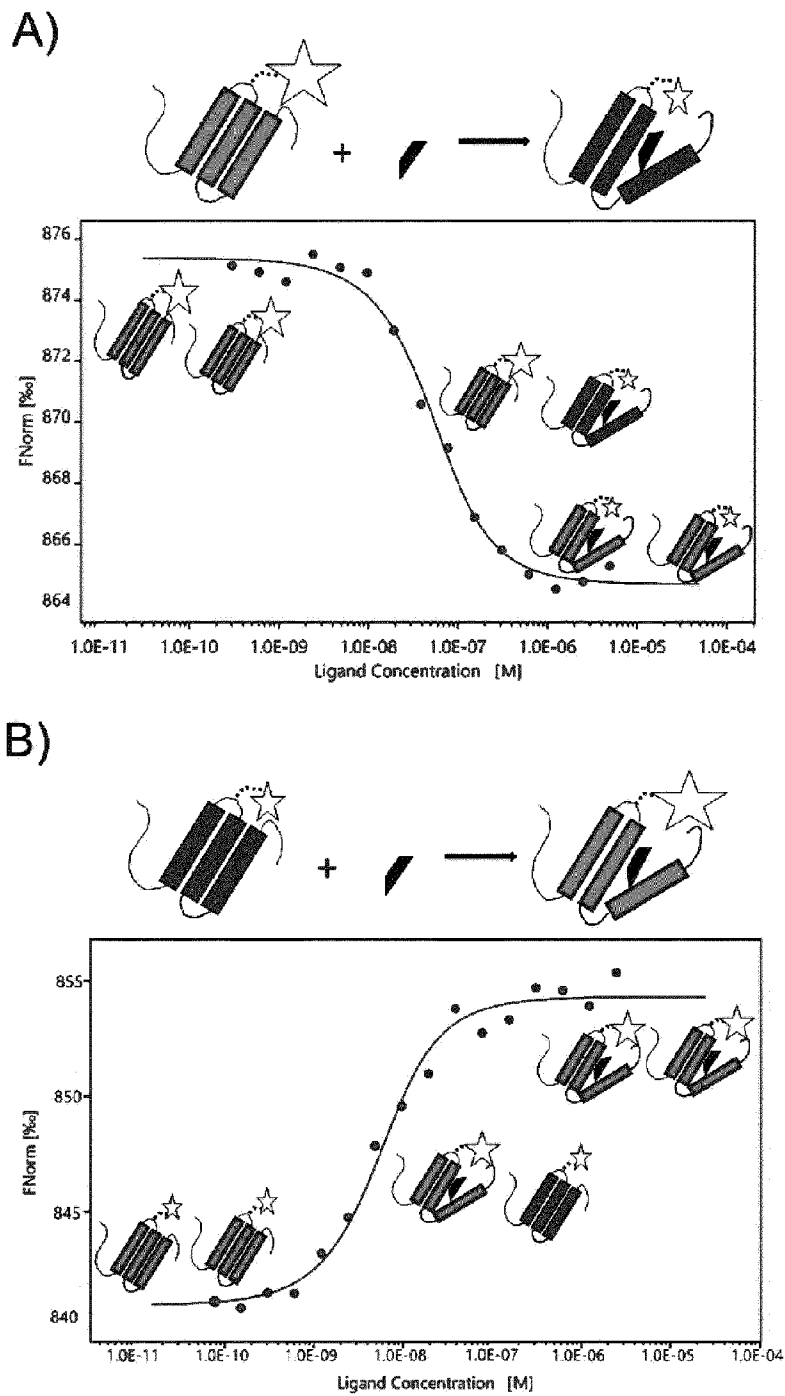 A)
+
876
874
872
870
868
866
864
FNorm [‰]
1.0E-11 1.0E-10 1.0E-09 1.0E-08 1.0E-07 1.0E-06 1.0E-05 1.0E-04
Ligand Concentration [M]
B)
+
855
850
845
840
FNorm [‰]
1.0E-11 1.0E-10 1.0E-09 1.0E-08 1.0E-07 1.0E-06 1.0E-05 1.0E-04
Ligand Concentration [M]